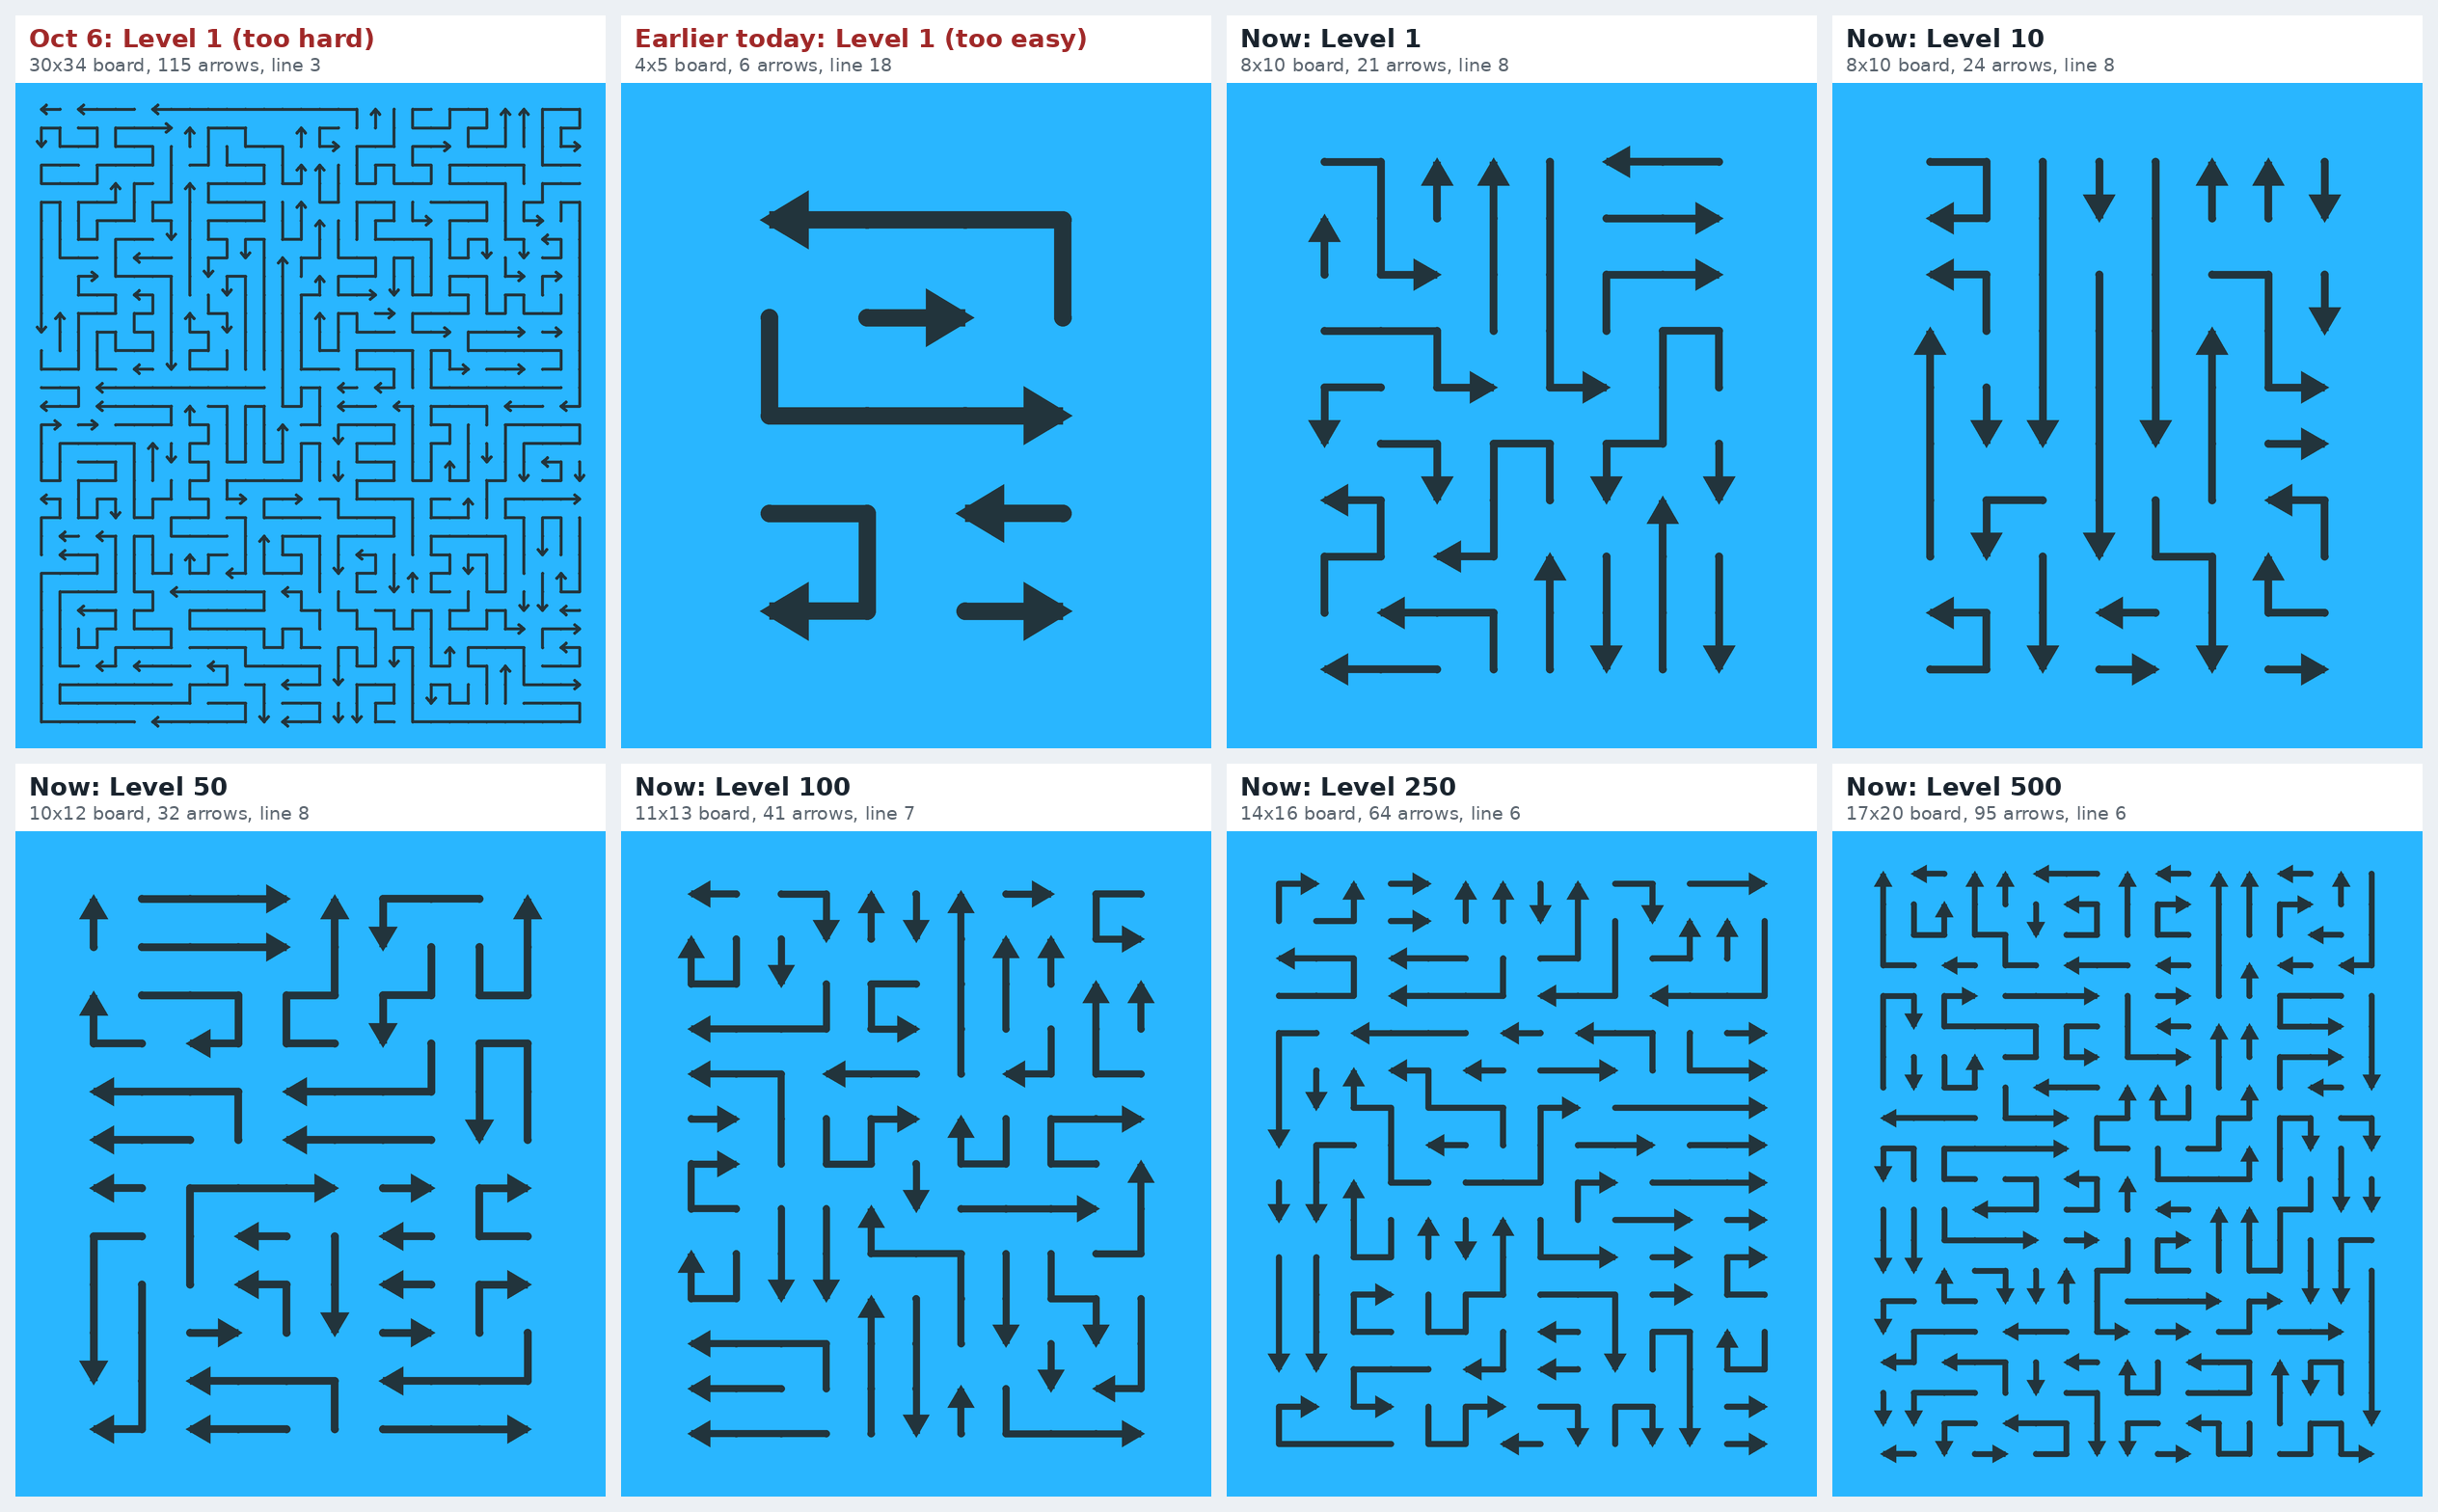 Oct 6: Level 1 (too hard)
30x34 board, 115 arrows, line 3
Earlier today: Level 1 (too easy)
4x5 board, 6 arrows, line 18
Now: Level 1
8x10 board, 21 arrows, line 8
Now: Level 10
8x10 board, 24 arrows, line 8
Now: Level 50
10x12 board, 32 arrows, line 8
Now: Level 100
11x13 board, 41 arrows, line 7
Now: Level 250
14x16 board, 64 arrows, line 6
Now: Level 500
17x20 board, 95 arrows, line 6